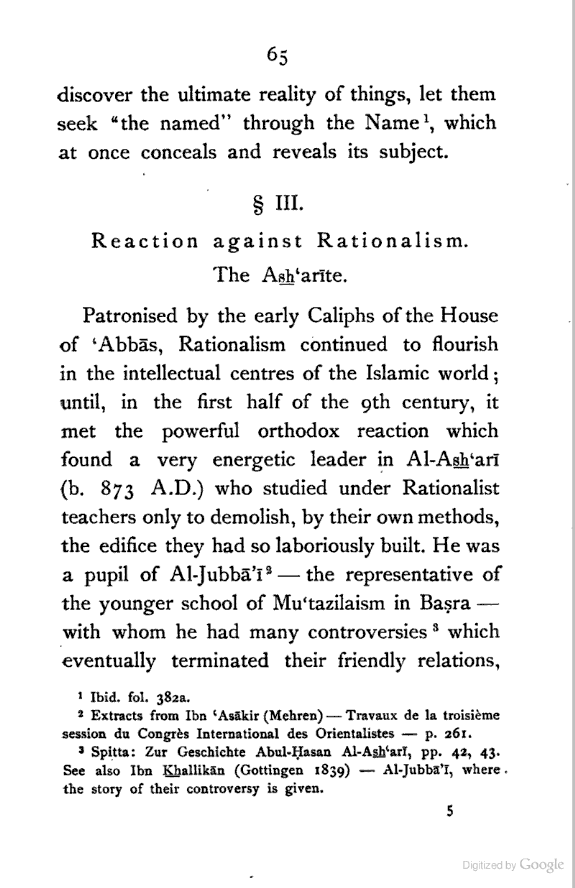 65
discover the ultimate reality of things, let them
seek “the named” through the Name ¹, which
at once conceals and reveals its subject.
§ III.
Reaction against Rationalism.
The Ash‘arīte.
Patronised by the early Caliphs of the House
of ‘Abbās, Rationalism continued to flourish
in the intellectual centres of the Islamic world;
until, in the first half of the 9th century, it
met the powerful orthodox reaction which
found a very energetic leader in Al-Ash‘arī
(b. 873 A.D.) who studied under Rationalist
teachers only to demolish, by their own methods,
the edifice they had so laboriously built. He was
a pupil of Al-Jubbā’ī ² — the representative of
the younger school of Mu‘tazilaism in Baṣra —
with whom he had many controversies ³ which
eventually terminated their friendly relations,
¹ Ibid. fol. 382a.
² Extracts from Ibn ‘Asākir (Mehren) — Travaux de la troisième
session du Congrès International des Orientalistes — p. 261.
³ Spitta: Zur Geschichte Abul-Ḥasan Al-Ash‘arī, pp. 42, 43.
See also Ibn Khallikān (Gottingen 1839) — Al-Jubbā’ī, where
the story of their controversy is given.
5
Digitized by Google